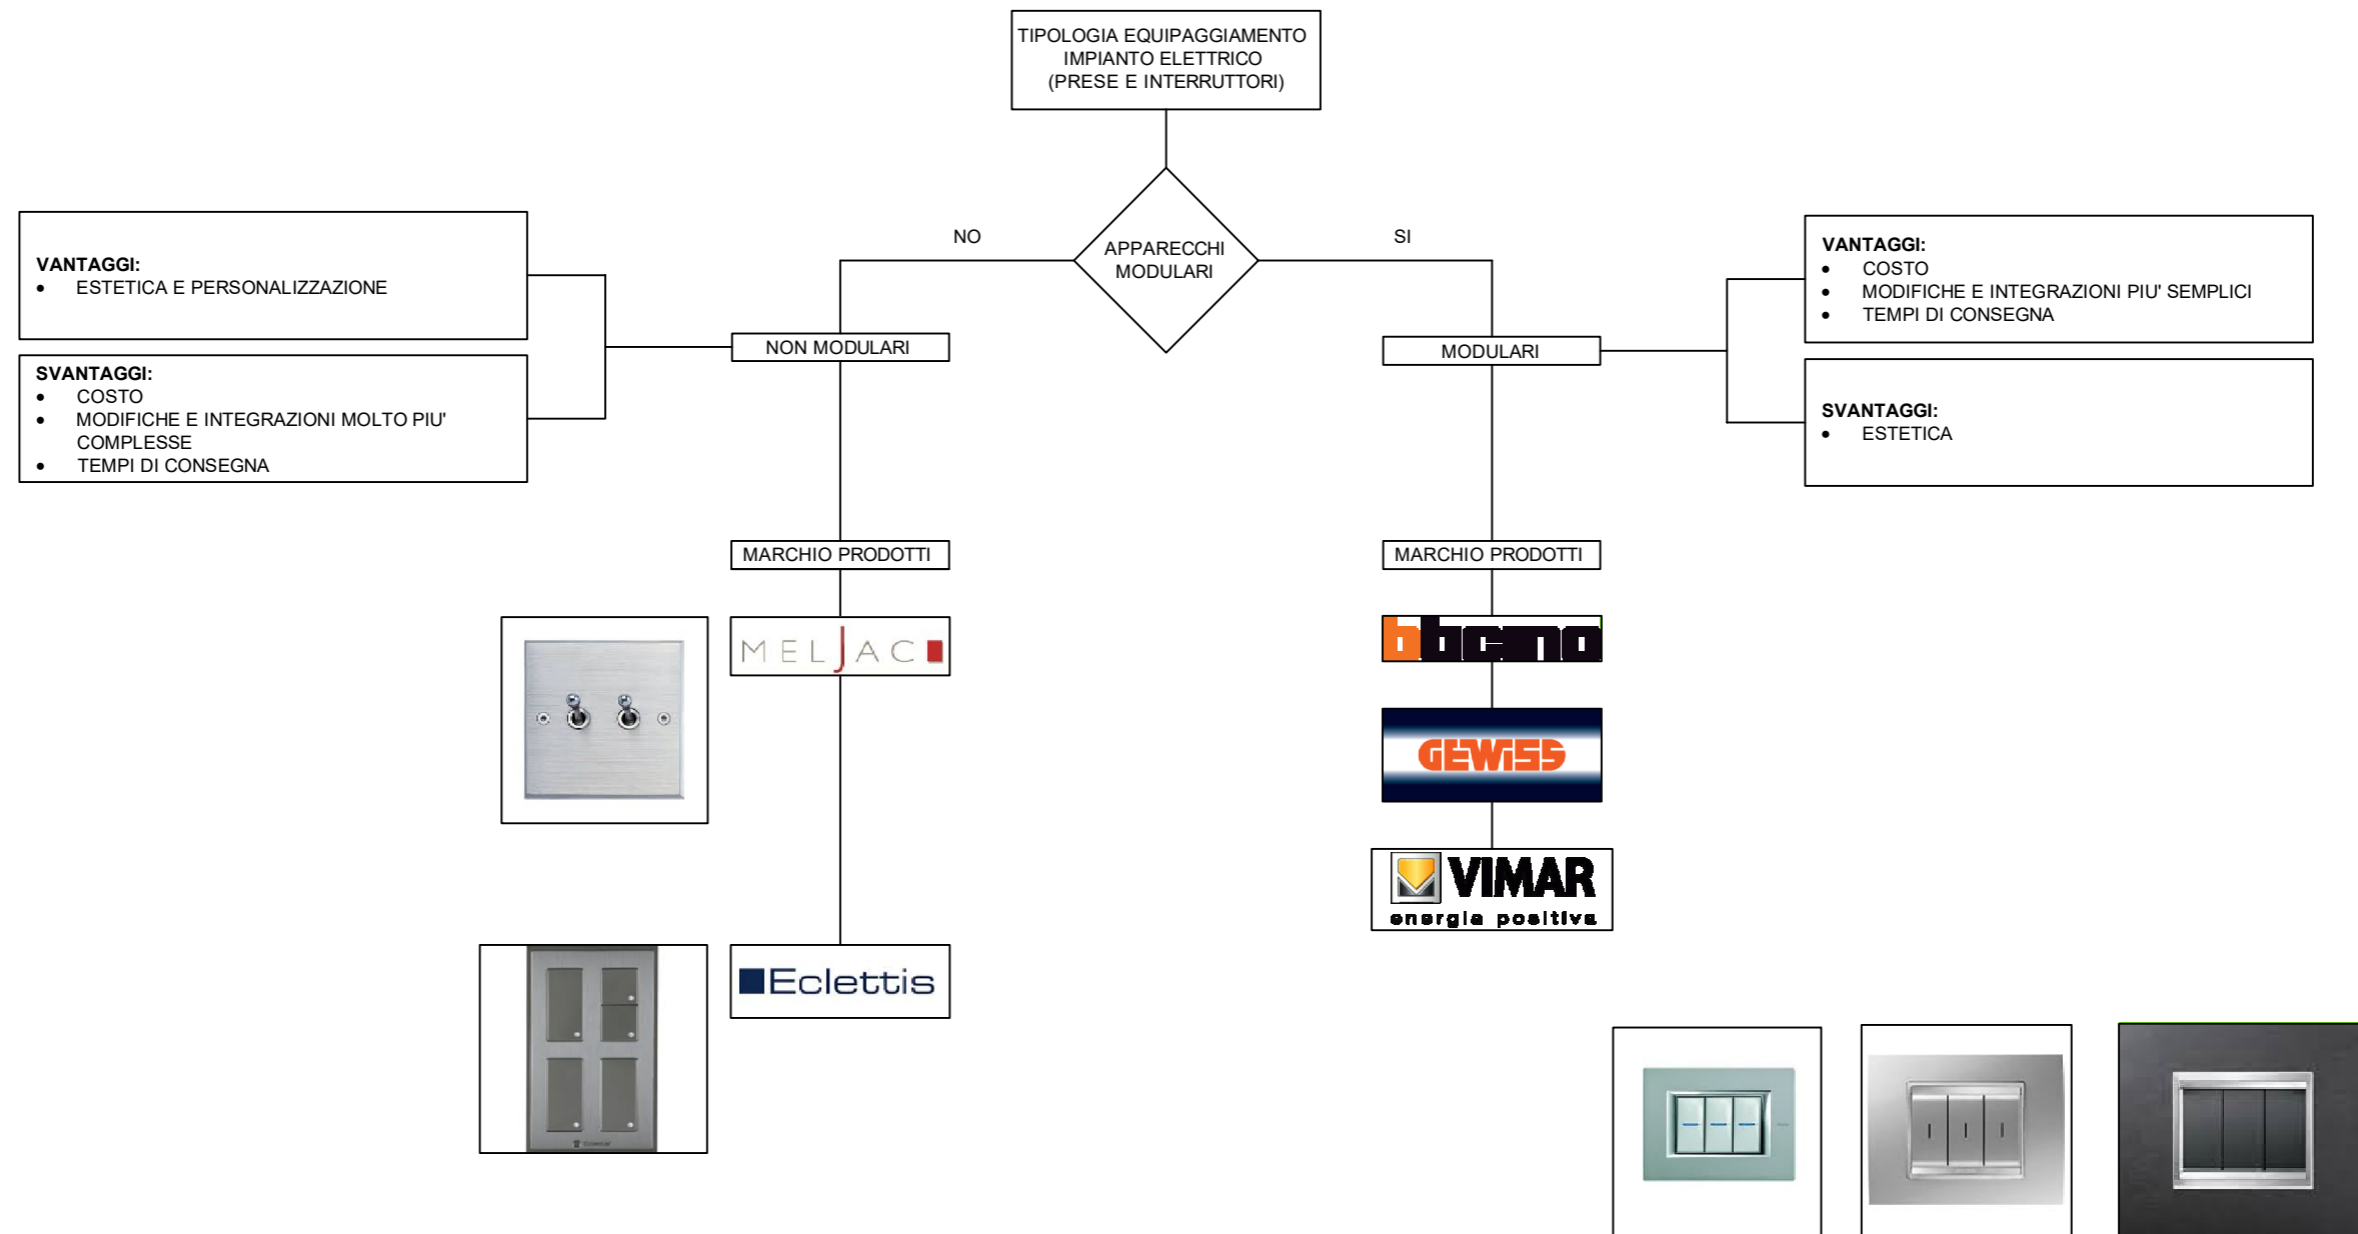 TIPOLOGIA EQUIPAGGIAMENTO
IMPIANTO ELETTRICO
(PRESE E INTERRUTTORI)
NO
APPARECCHI
MODULARI
SI
VANTAGGI:
• ESTETICA E PERSONALIZZAZIONE
SVANTAGGI:
• COSTO
• MODIFICHE E INTEGRAZIONI MOLTO PIU'
COMPLESSE
• TEMPI DI CONSEGNA
NON MODULARI
MODULARI
VANTAGGI:
• COSTO
• MODIFICHE E INTEGRAZIONI PIU' SEMPLICI
• TEMPI DI CONSEGNA
SVANTAGGI:
• ESTETICA
MARCHIO PRODOTTI
MELJAC
Eclettis
MARCHIO PRODOTTI
GEWISS
VIMAR
energia positiva